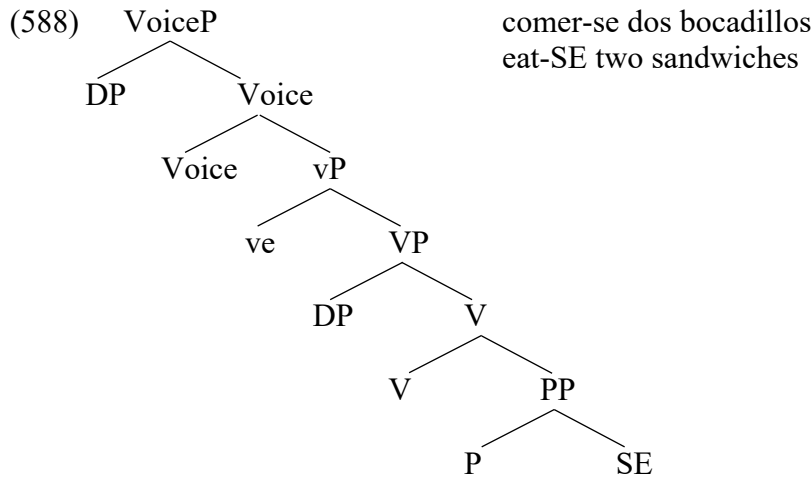 (588) VoiceP comer-se dos bocadillos
eat-SE two sandwiches
DP Voice
Voice vP
ve VP
DP V
V PP
P SE